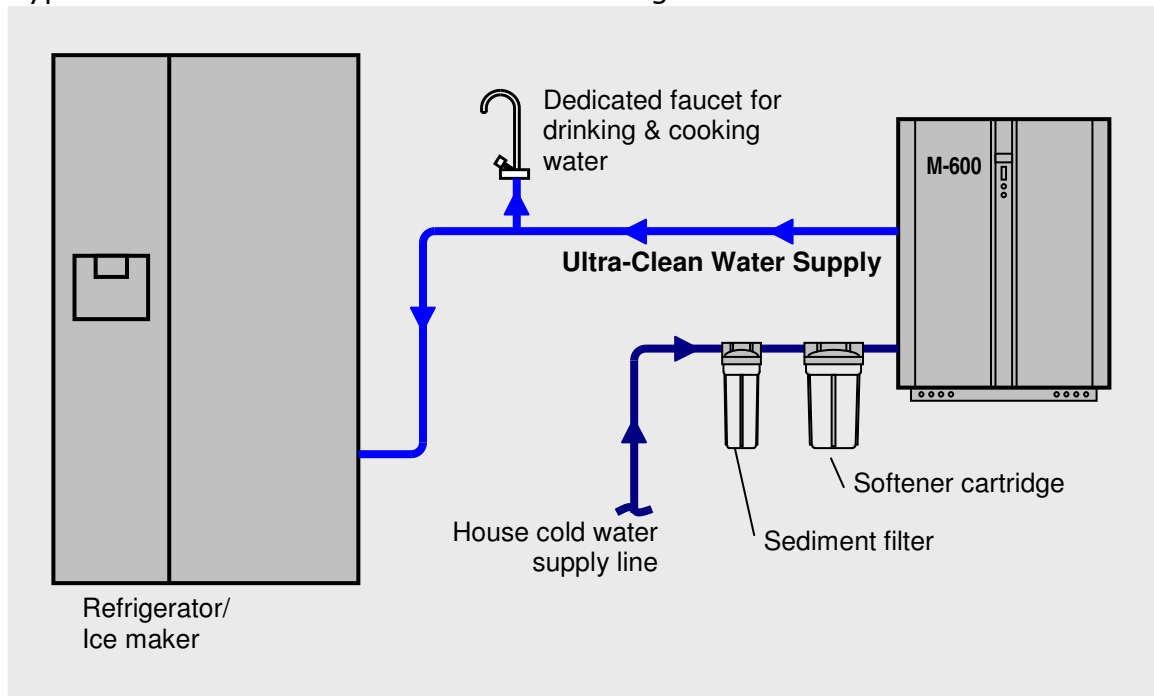 Dedicated faucet for
drinking & cooking
water
M-600
Ultra-Clean Water Supply
Softener cartridge
House cold water
supply line
Sediment filter
Refrigerator/
Ice maker